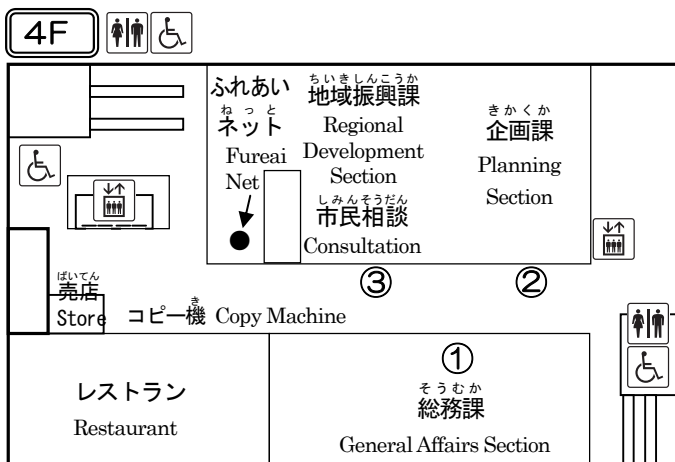 4F
ふれあい
ねっと
ネット
Fureai
Net
ちいきしんこうか
地域振興課
Regional
Development
Section
しみんそうだん
市民相談
Consultation
きかくか
企画課
Planning
Section
③
②
ばいてん
売店
Store
き
コピー機 Copy Machine
レストラン
Restaurant
①
そうむか
総務課
General Affairs Section